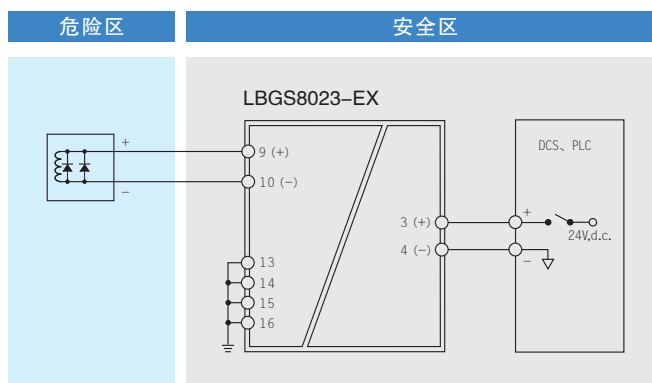 危险区
安全区
LBGS8023-EX
DCS、PLC
+
9 (+)
-
10 (-)
3 (+)
+
24V,d.c.
4 (-)
-
13
14
15
16